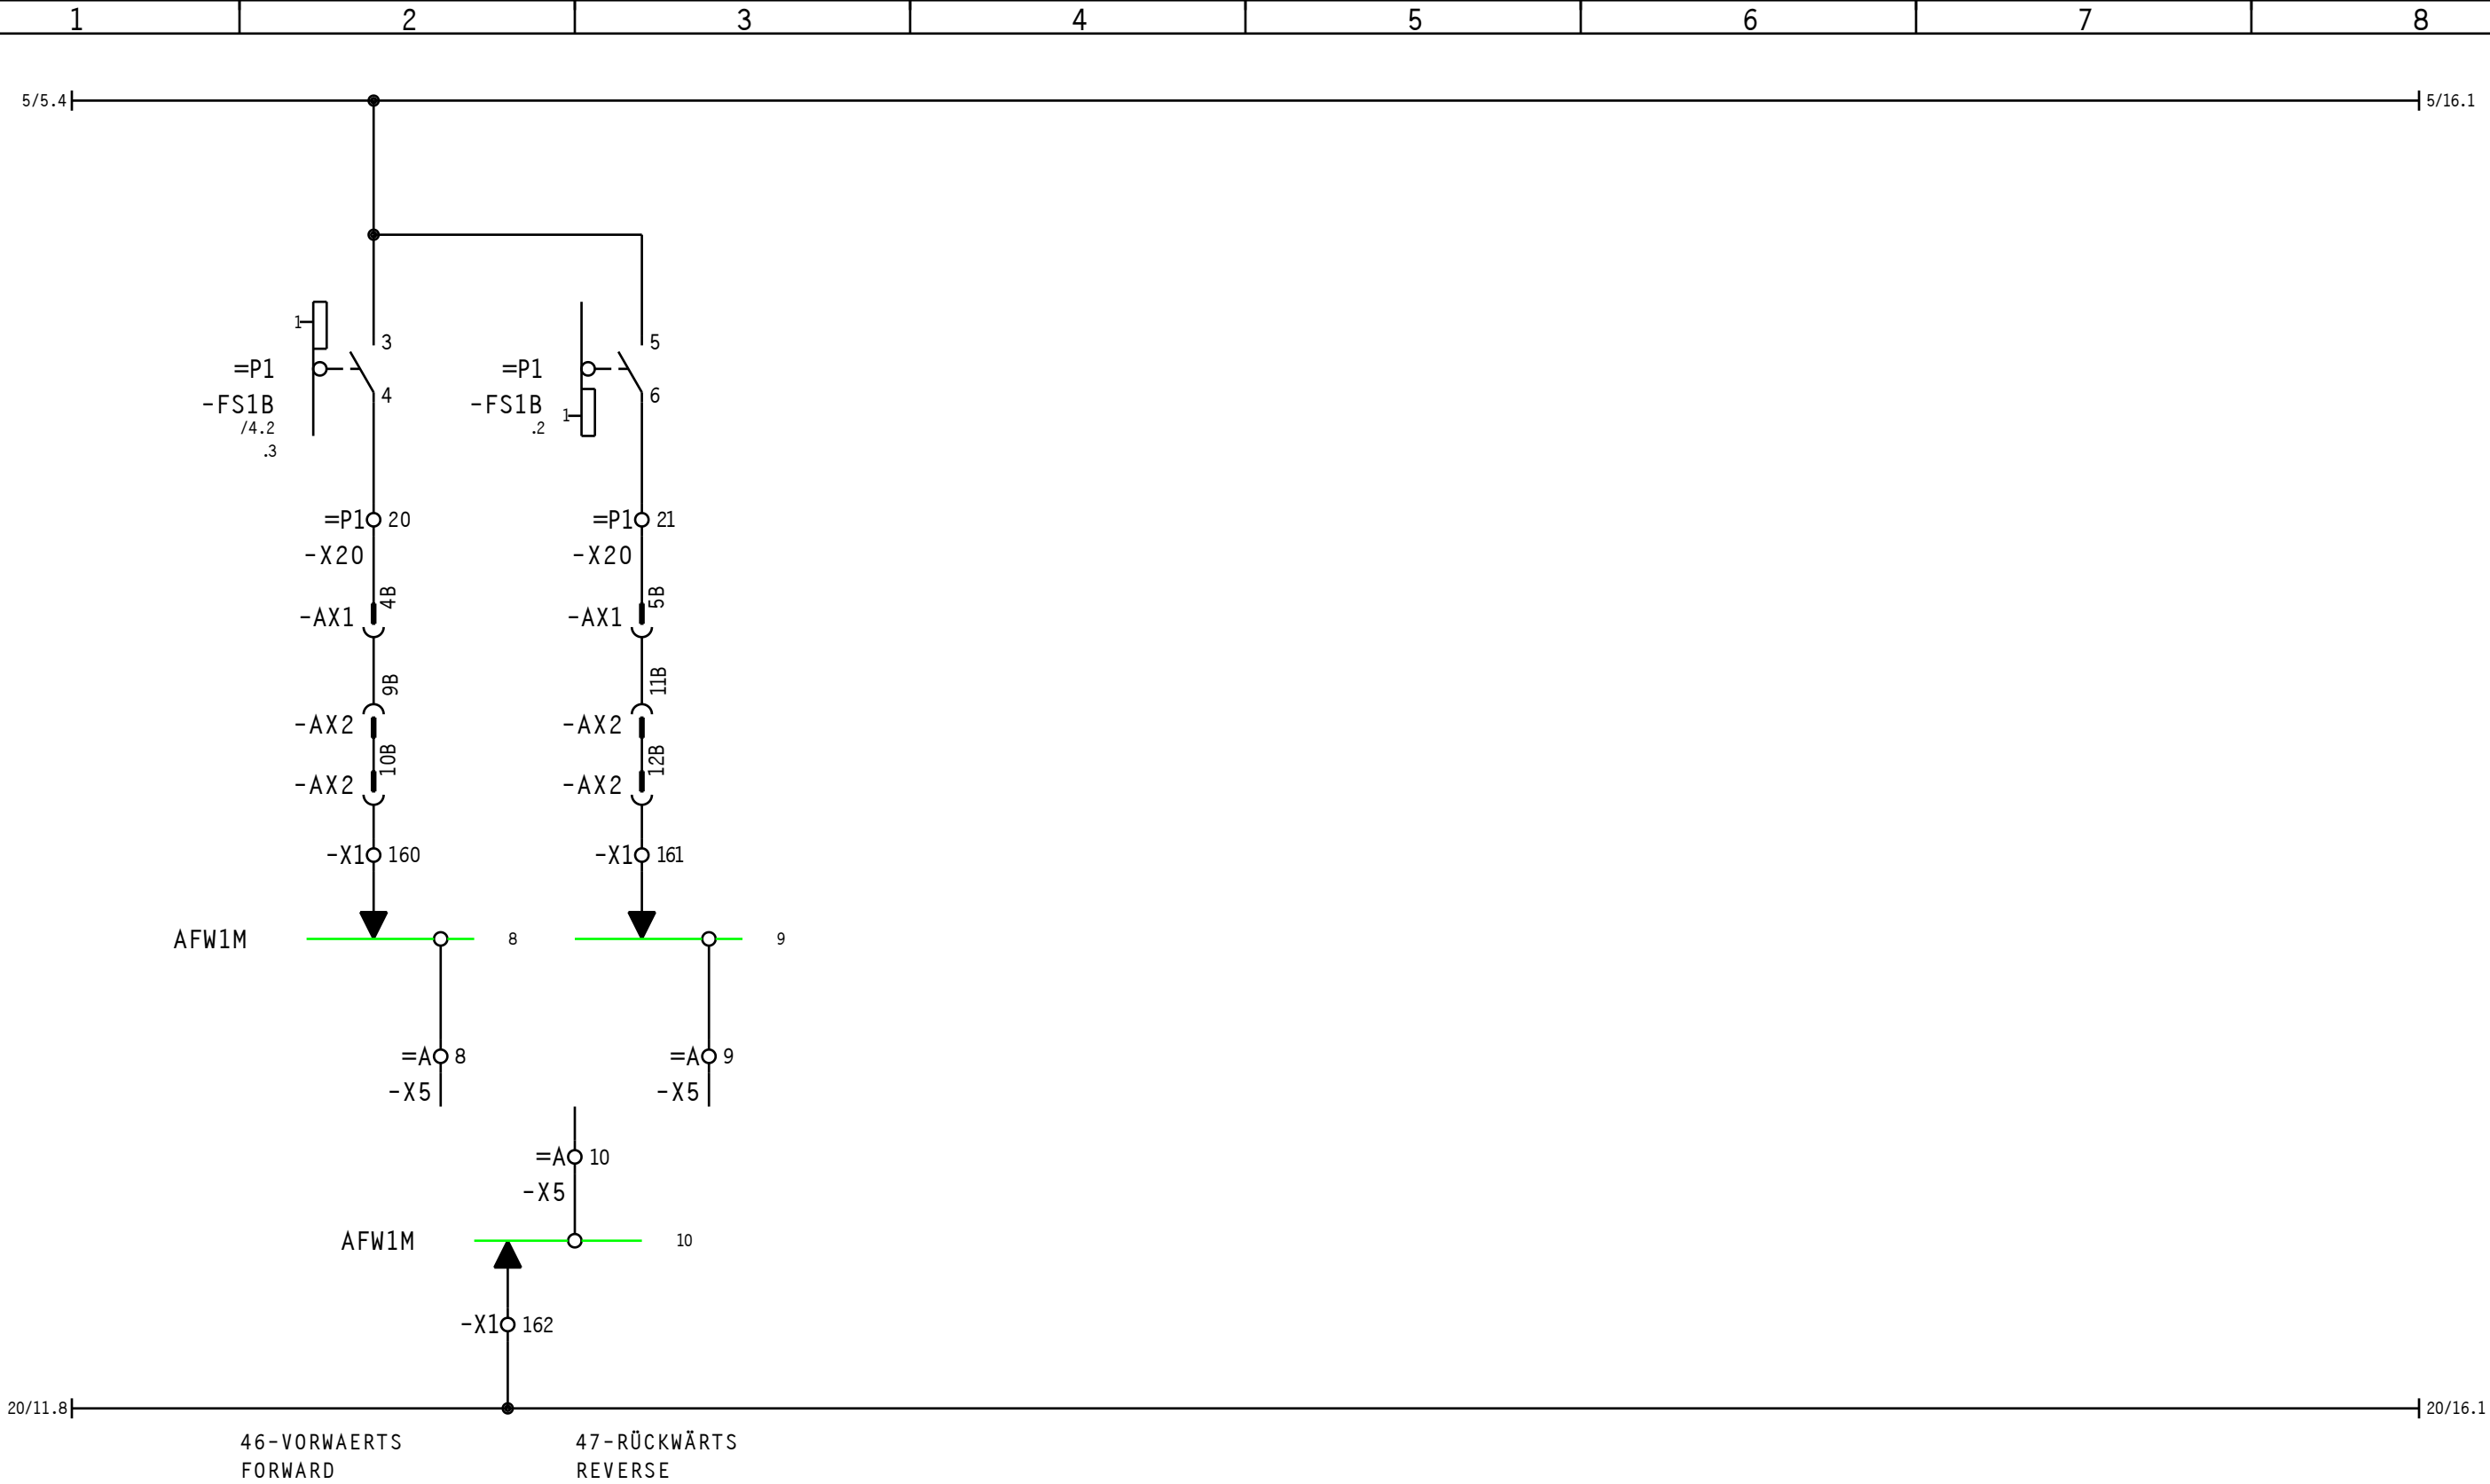 1 2 3 4 5 6 7 8
5/5.4 5/16.1
1
3
=P1
4
-FS1B
/4.2
.3
5
=P1
6
-FS1B
.2
1
=P1 20
-X20
=P1 21
-X20
4B
-AX1
5B
-AX1
9B
11B
-AX2
-AX2
10B
-AX2
12B
-AX2
-X1 160
-X1 161
AFW1M 8 9
=A 8
-X5
=A 9
-X5
=A 10
-X5
AFW1M 10
-X1 162
20/11.8 20/16.1
46-VORWAERTS
FORWARD
47-RÜCKWÄRTS
REVERSE